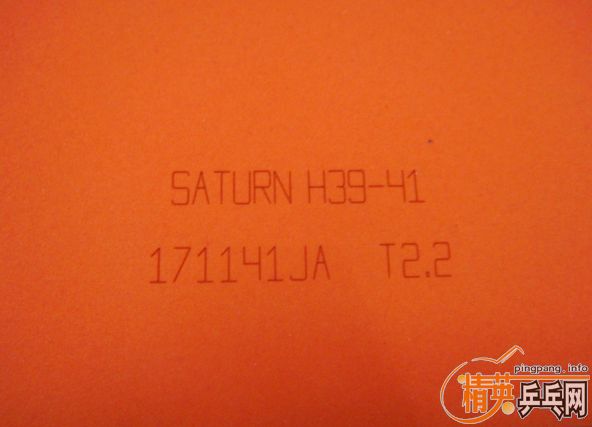 SATURN H39-41
171141JA T2.2
pingpang.info
精英乒乓网